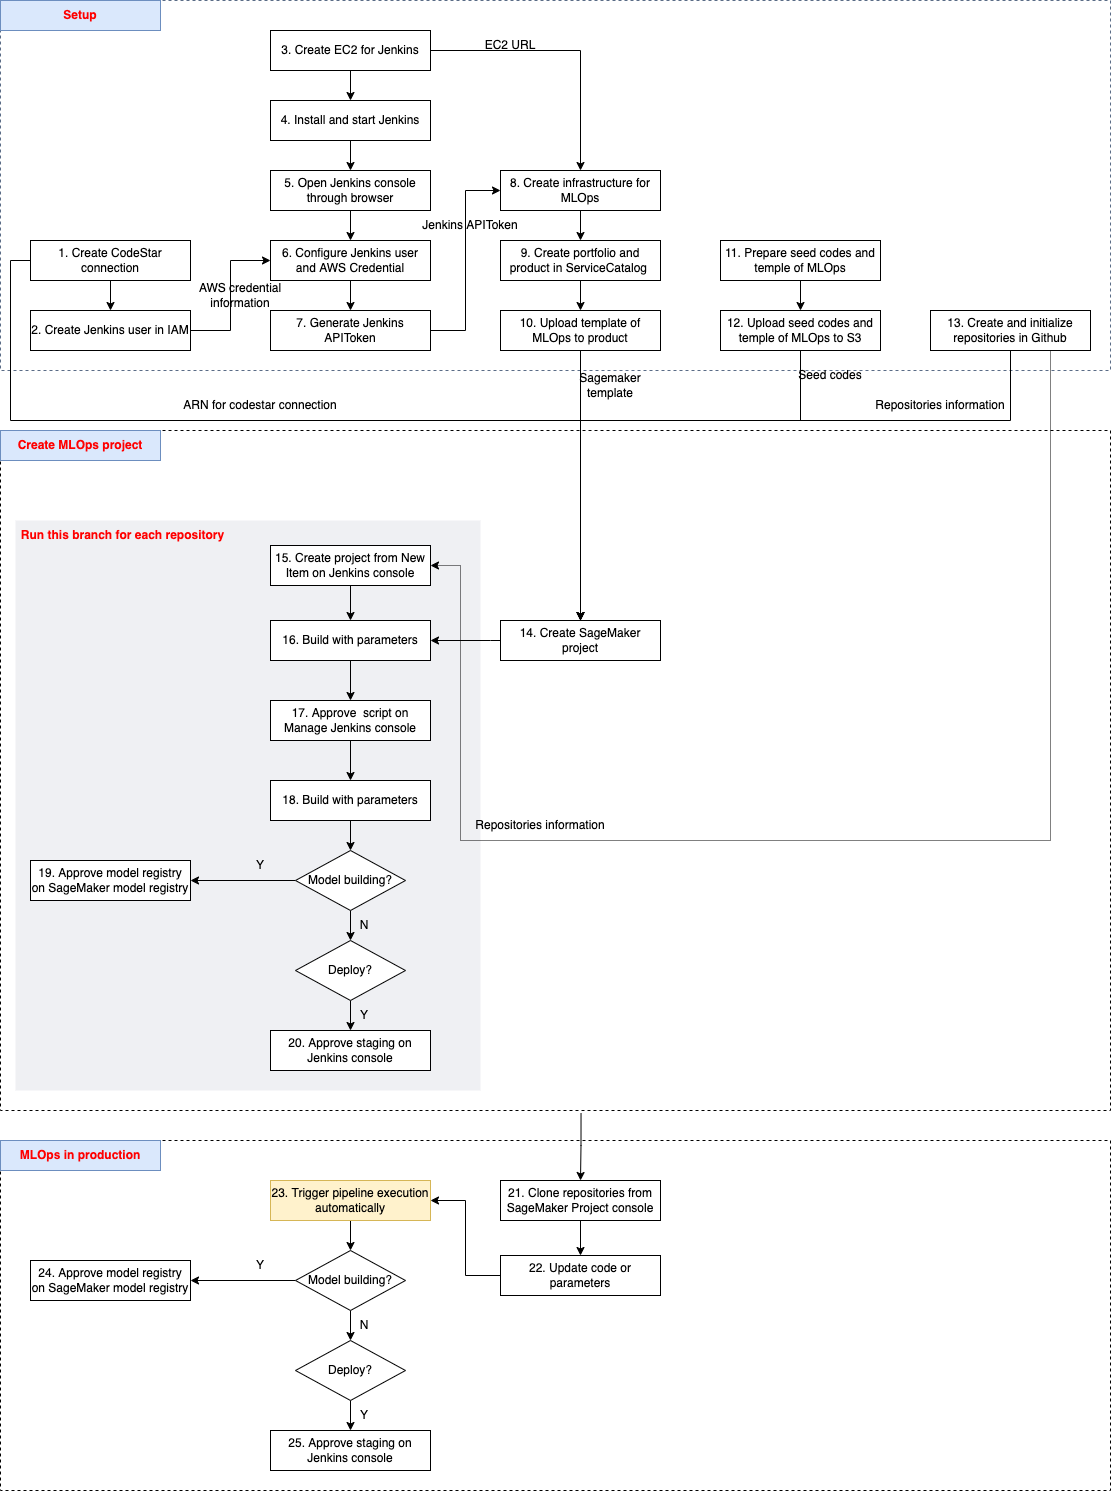 Setup
3. Create EC2 for Jenkins
EC2 URL
4. Install and start Jenkins
5. Open Jenkins console
through browser
8. Create infrastructure for
MLOps
Jenkins APIToken
1. Create CodeStar
connection
6. Configure Jenkins user
and AWS Credential
9. Create portfolio and
product in ServiceCatalog
11. Prepare seed codes and
temple of MLOps
AWS credential
information
2. Create Jenkins user in IAM
7. Generate Jenkins
APIToken
10. Upload template of
MLOps to product
12. Upload seed codes and
temple of MLOps to S3
13. Create and initialize
repositories in Github
Sagemaker
template
Seed codes
ARN for codestar connection
Repositories information
Create MLOps project
Run this branch for each repository
15. Create project from New
Item on Jenkins console
16. Build with parameters
14. Create SageMaker
project
17. Approve  script on
Manage Jenkins console
18. Build with parameters
Repositories information
19. Approve model registry
on SageMaker model registry
Y
Model building?
N
Deploy?
Y
20. Approve staging on
Jenkins console
MLOps in production
23. Trigger pipeline execution
automatically
21. Clone repositories from
SageMaker Project console
22. Update code or
parameters
24. Approve model registry
on SageMaker model registry
Y
Model building?
N
Deploy?
Y
25. Approve staging on
Jenkins console